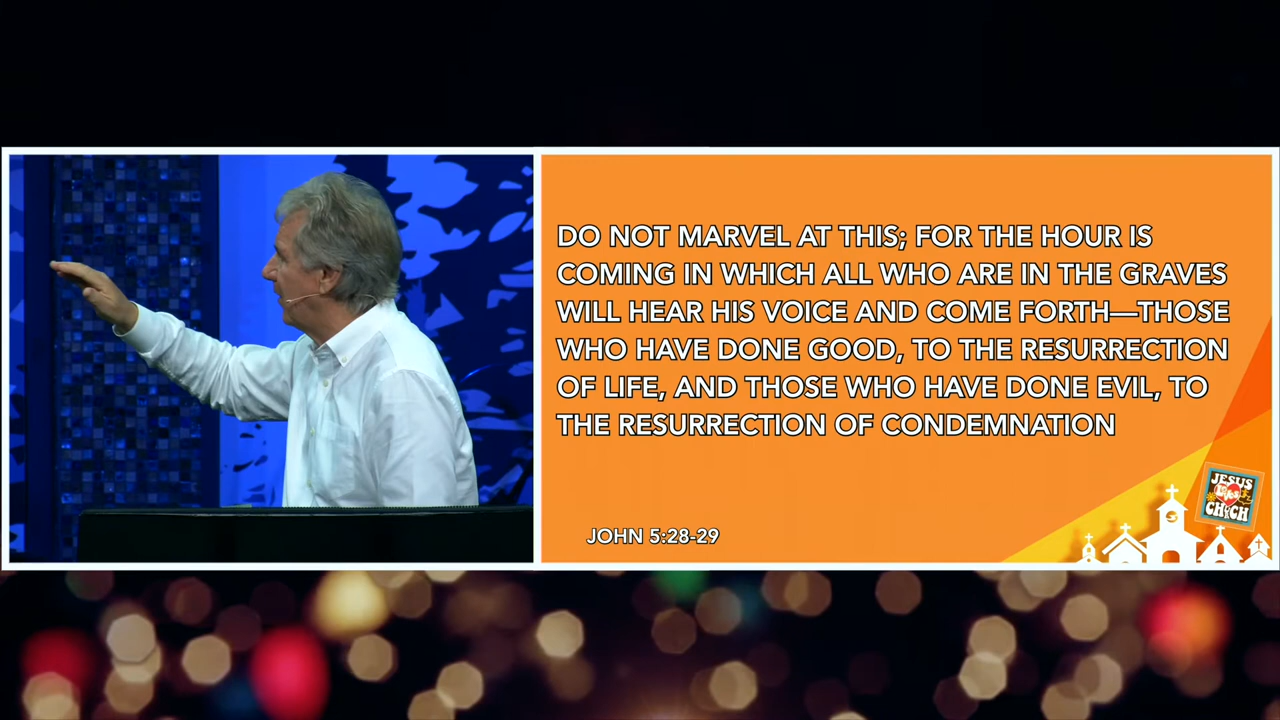 DO NOT MARVEL AT THIS; FOR THE HOUR IS
COMING IN WHICH ALL WHO ARE IN THE GRAVES
WILL HEAR HIS VOICE AND COME FORTH—THOSE
WHO HAVE DONE GOOD, TO THE RESURRECTION
OF LIFE, AND THOSE WHO HAVE DONE EVIL, TO
THE RESURRECTION OF CONDEMNATION
JOHN 5:28-29
JESUS